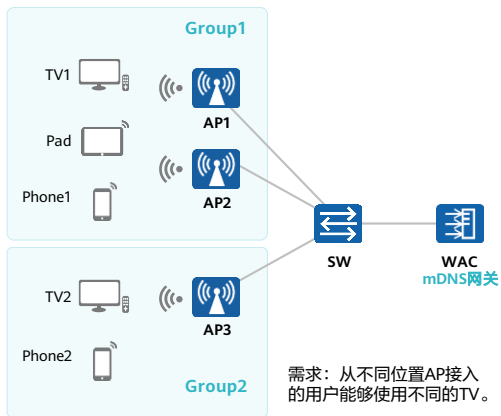 Group1
TV1
AP1
Pad
AP2
Phone1
SW
WAC
mDNS网关
TV2
AP3
Phone2
Group2
需求：从不同位置AP接入
的用户能够使用不同的TV。